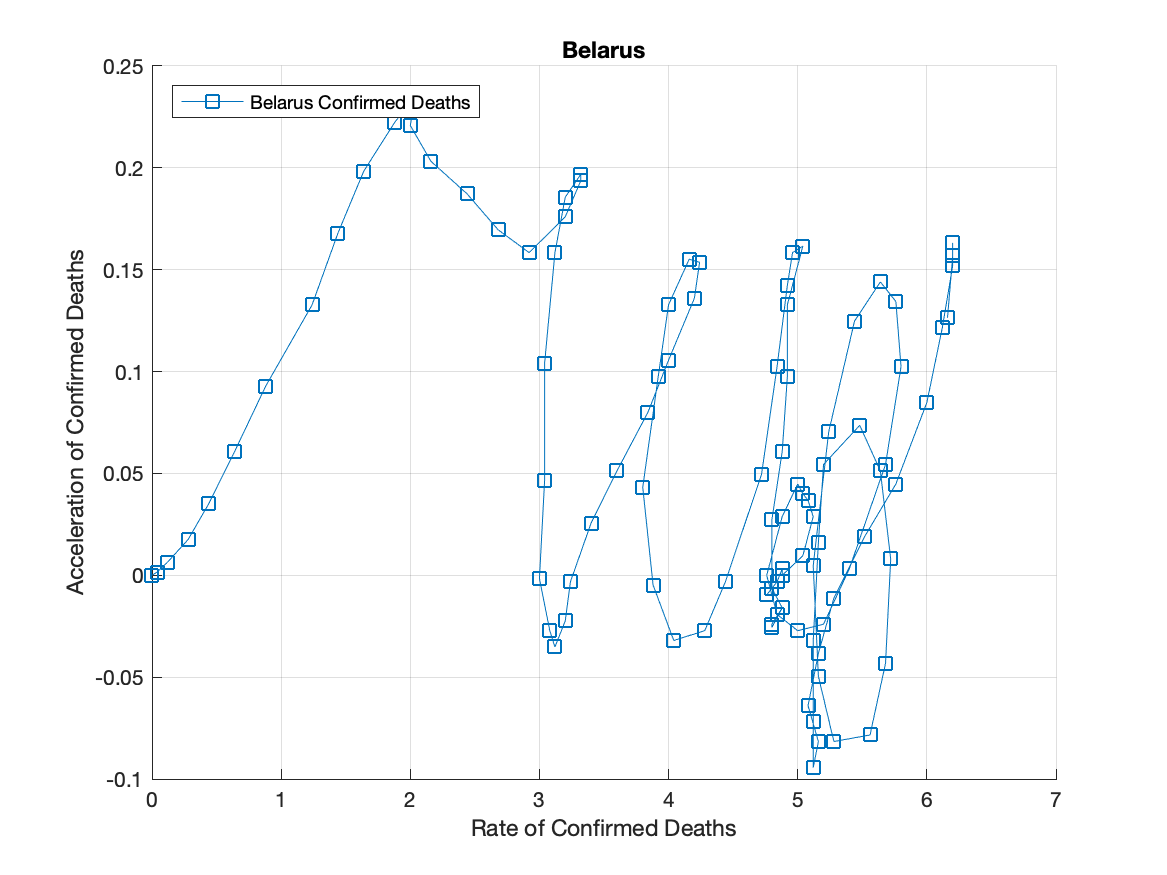 Belarus
Belarus Confirmed Deaths
0.25
0.2
0.15
0.1
0.05
0
-0.05
-0.1
Acceleration of Confirmed Deaths
0 1 2 3 4 5 6 7
Rate of Confirmed Deaths